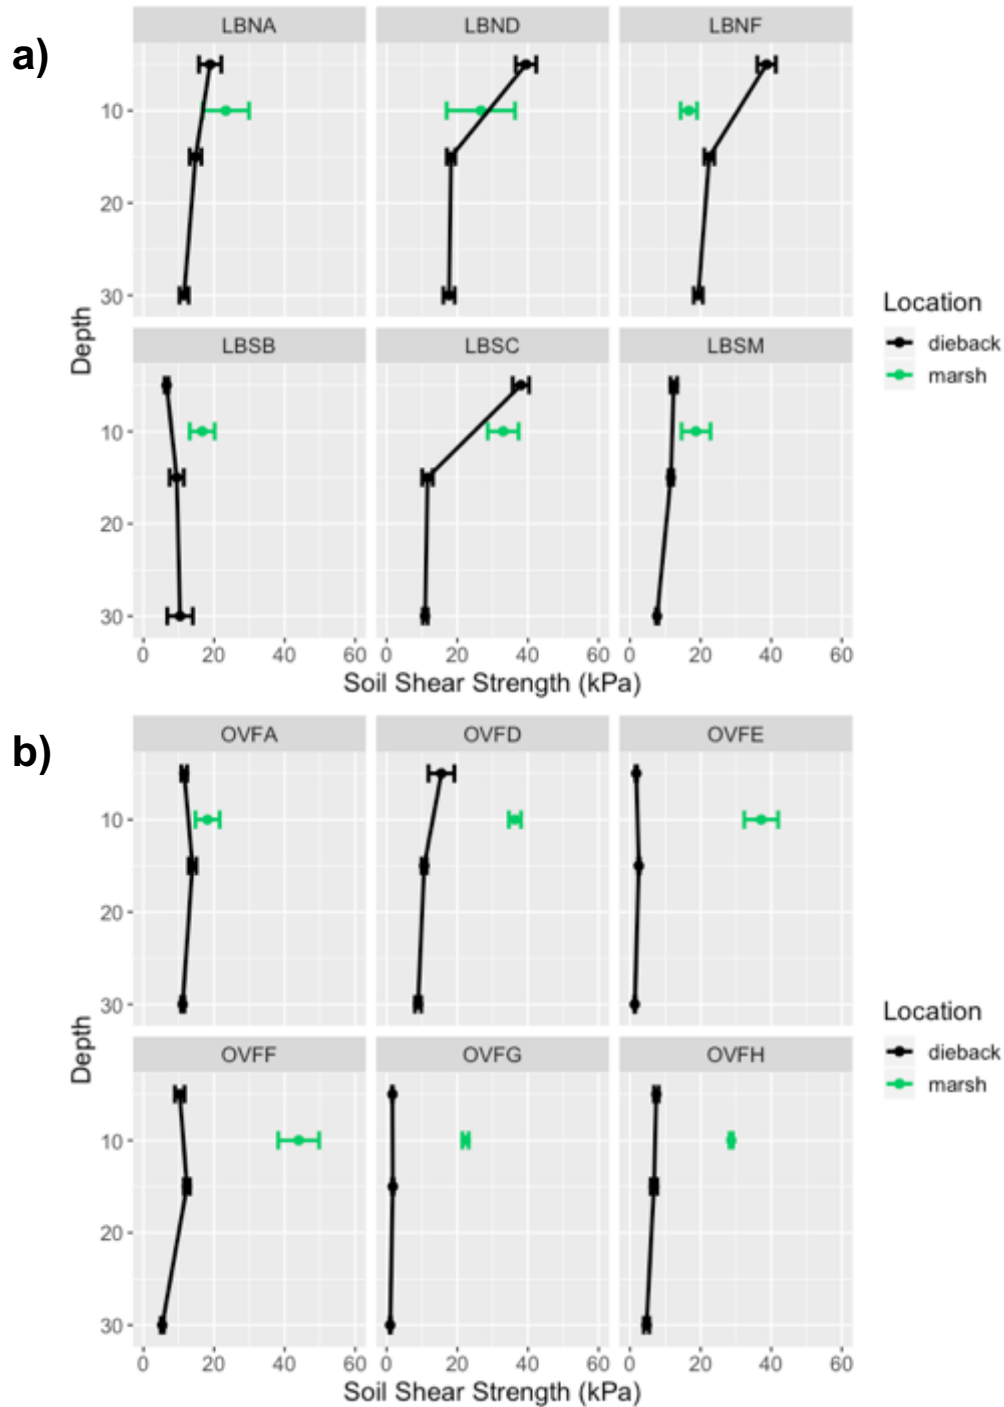 a)
LBNA LBND LBNF
10
20
30
LBSB LBSC LBSM
10
20
30
0 20 40 60 0 20 40 60 0 20 40 60
Depth
Soil Shear Strength (kPa)
Location
dieback
marsh
b)
OVFA OVFD OVFE
10
20
30
OVFF OVFG OVFH
10
20
30
0 20 40 60 0 20 40 60 0 20 40 60
Depth
Soil Shear Strength (kPa)
Location
dieback
marsh